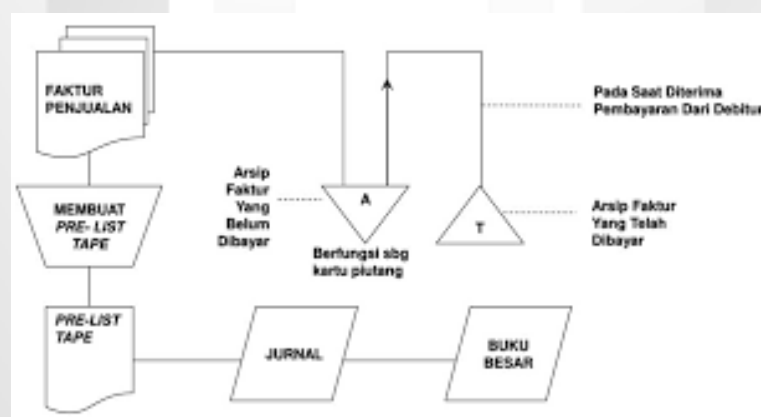 FAKTUR
PENJUALAN
Pada Saat Diterima
Pembayaran Dari Debitur
Arsip
Faktur
Yang
Belum
Dibayar
A
Berfungsi sbg
kartu piutang
T
Arsip Faktur
Yang Telah
Dibayar
MEMBUAT
PRE- LIST
TAPE
PRE-LIST
TAPE
JURNAL
BUKU
BESAR